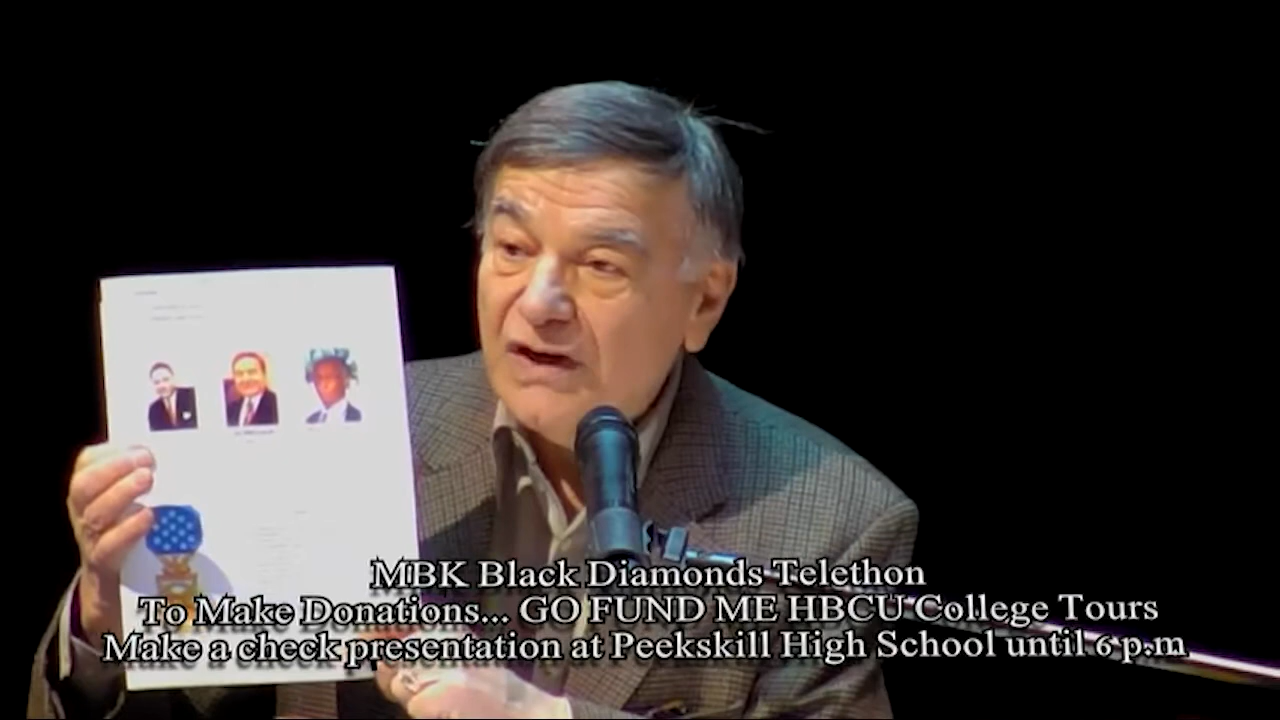 MBK Black Diamonds Telethon
To Make Donations... GO FUND ME HBCU College Tours
Make a check presentation at Peekskill High School until 6 p.m